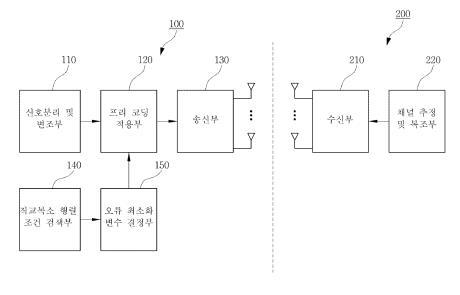 100
200
110
120
130
210
220
신호분리 및
변조부
프리 코딩
적용부
송신부
수신부
채널 추정
및 복조부
140
150
직교복소 행렬
조건 검색부
오류 최소화
변수 결정부